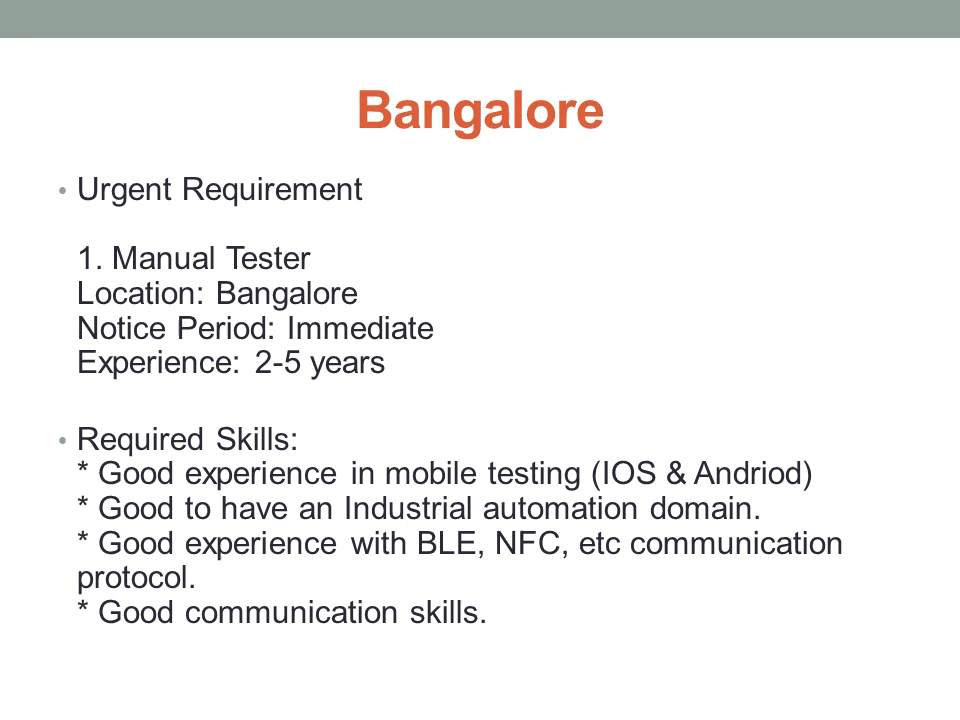 Bangalore
• Urgent Requirement
1. Manual Tester
Location: Bangalore
Notice Period: Immediate
Experience: 2-5 years
• Required Skills:
* Good experience in mobile testing (IOS & Andriod)
* Good to have an Industrial automation domain.
* Good experience with BLE, NFC, etc communication
protocol.
* Good communication skills.